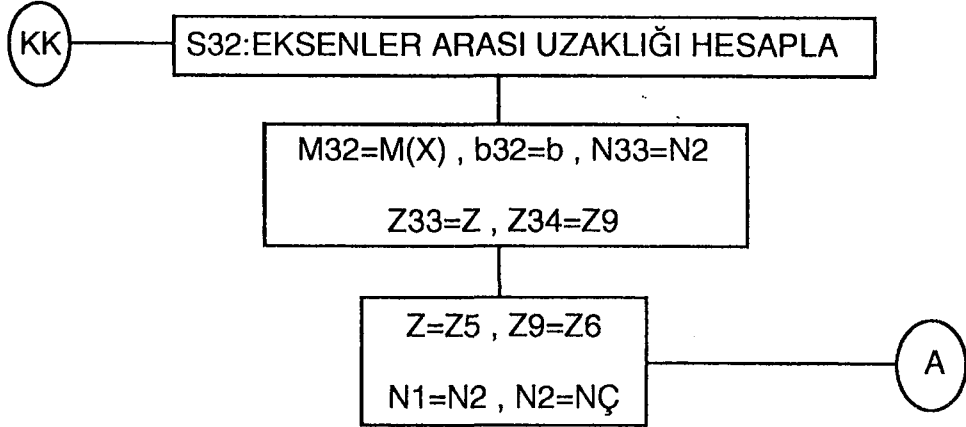 KK
S32:EKSENLER ARASI UZAKLIĞI HESAPLA
M32=M(X) , b32=b , N33=N2
Z33=Z , Z34=Z9
Z=Z5 , Z9=Z6
A
N1=N2 , N2=NÇ